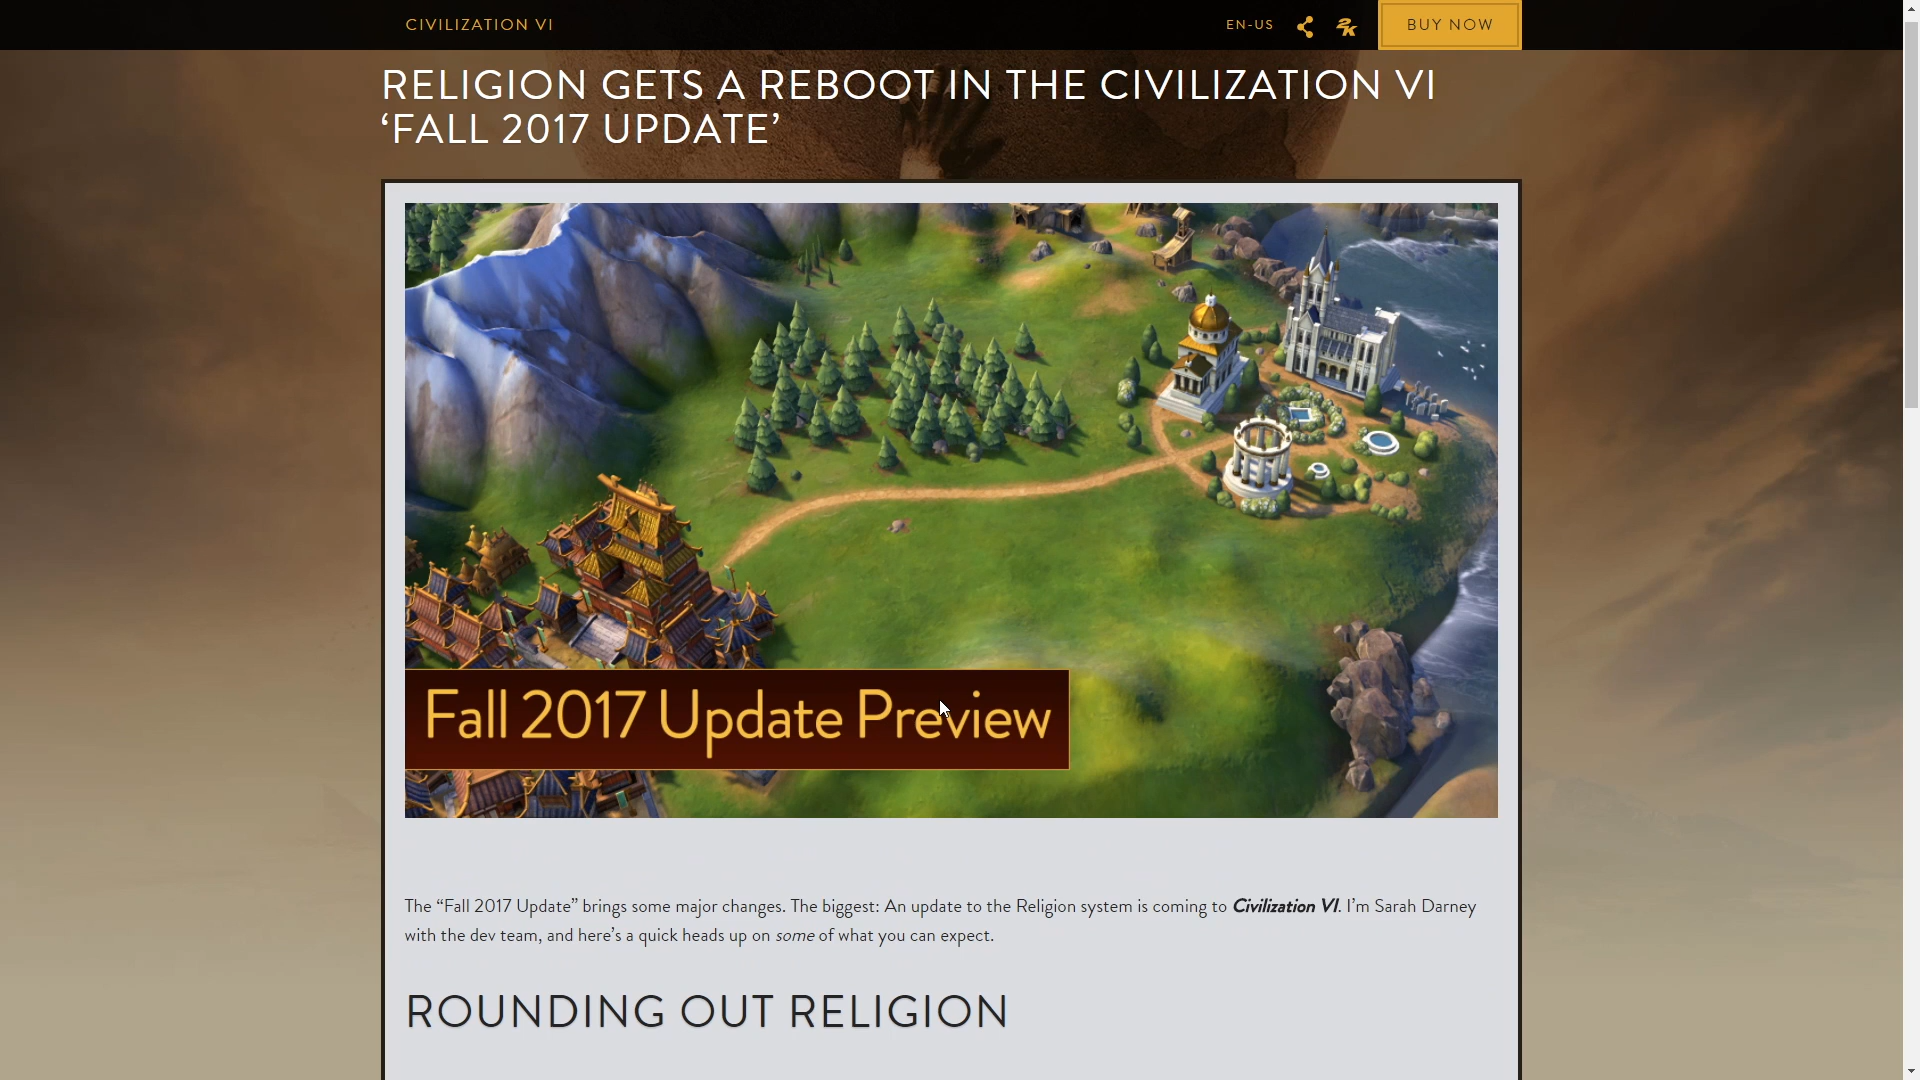 CIVILIZATION VI
EN-US
2K
BUY NOW
RELIGION GETS A REBOOT IN THE CIVILIZATION VI
‘FALL 2017 UPDATE’
Fall 2017 Update Preview
The “Fall 2017 Update” brings some major changes. The biggest: An update to the Religion system is coming to Civilization VI. I’m Sarah Darney
with the dev team, and here’s a quick heads up on some of what you can expect.
ROUNDING OUT RELIGION